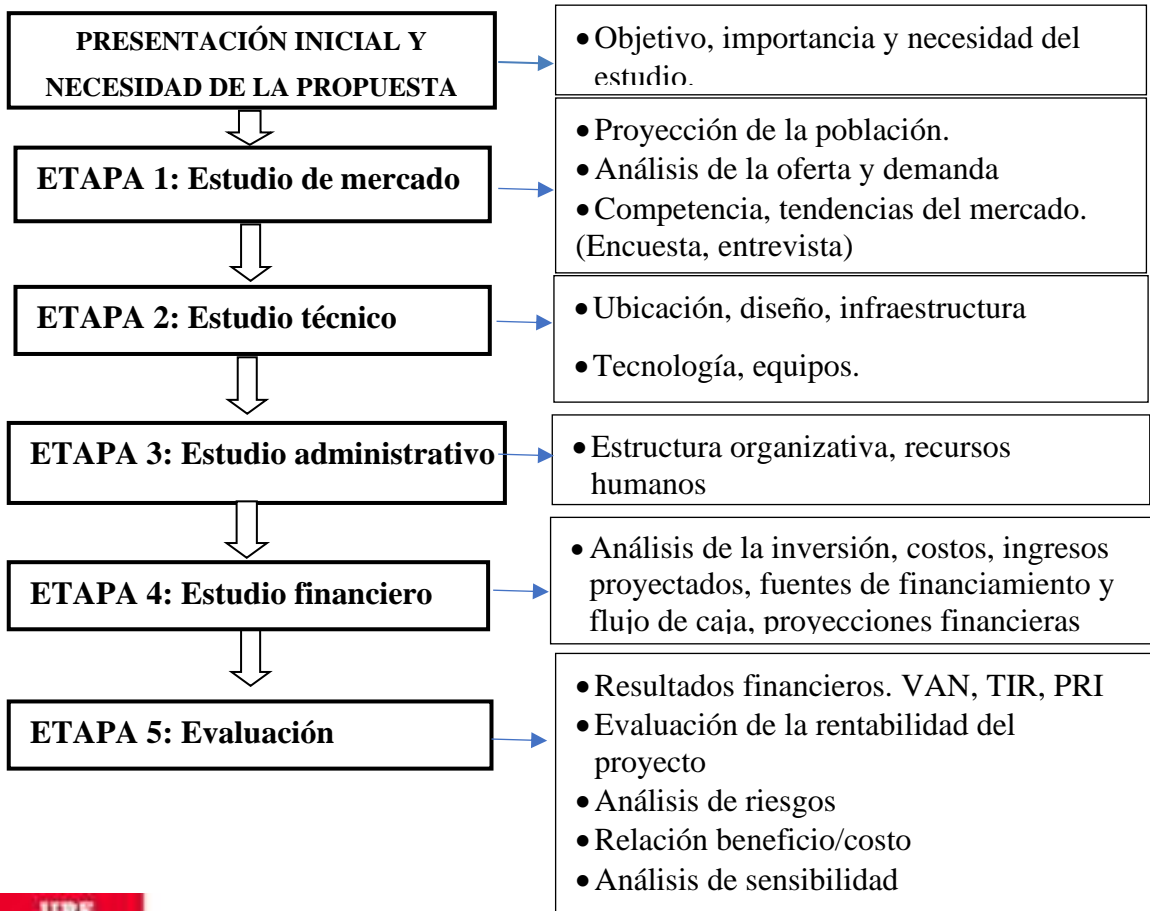 PRESENTACIÓN INICIAL Y
NECESIDAD DE LA PROPUESTA
•Objetivo, importancia y necesidad del
estudio.
ETAPA 1: Estudio de mercado
•Proyección de la población.
•Análisis de la oferta y demanda
•Competencia, tendencias del mercado.
(Encuesta, entrevista)
ETAPA 2: Estudio técnico
•Ubicación, diseño, infraestructura
•Tecnología, equipos.
ETAPA 3: Estudio administrativo
•Estructura organizativa, recursos
humanos
ETAPA 4: Estudio financiero
•Análisis de la inversión, costos, ingresos
proyectados, fuentes de financiamiento y
flujo de caja, proyecciones financieras
ETAPA 5: Evaluación
•Resultados financieros. VAN, TIR, PRI
•Evaluación de la rentabilidad del
proyecto
•Análisis de riesgos
•Relación beneficio/costo
•Análisis de sensibilidad